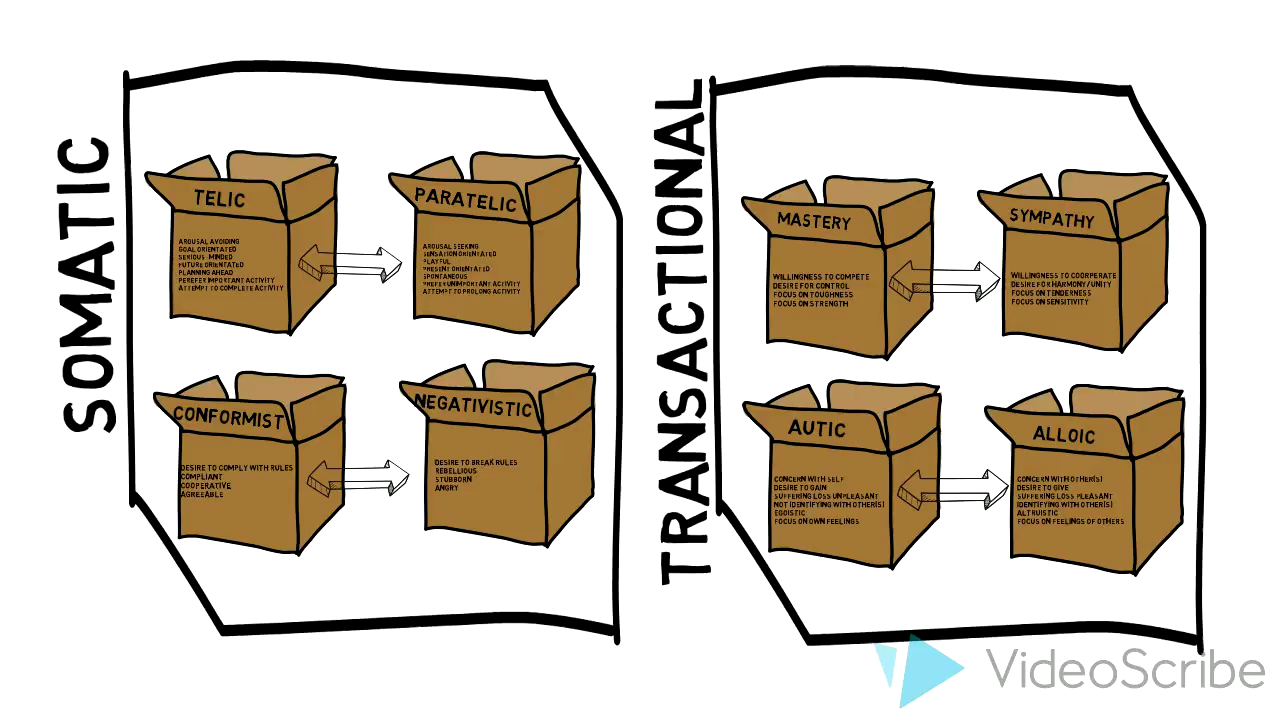 SOMATIC
TELIC
AROUSAL AVOIDING
GOAL ORIENTATED
SERIOUS-MINDED
FUTURE ORIENTATED
PLANNING AHEAD
PEREFER IMPORTANT ACTIVITY
ATTEMPT TO COMPLETE ACTIVITY
PARATELIC
AROUSAL SEEKING
SENSATION ORIENTATED
PLAYFUL
PRESENT ORIENTATED
SPONTANEOUS
PREFER UNIMPORTANT ACTIVITY
ATTEMPT TO PROLONG ACTIVITY
CONFORMIST
DESIRE TO COMPLY WITH RULES
COMPLIANT
COOPERATIVE
AGREEABLE
NEGATIVISTIC
DESIRE TO BREAK RULES
REBELLIOUS
STUBBORN
ANGRY
TRANSACTIONAL
MASTERY
WILLINGNESS TO COMPETE
DESIRE FOR CONTROL
FOCUS ON TOUGHNESS
FOCUS ON STRENGTH
SYMPATHY
WILLINGNESS TO COORPERATE
DESIRE FOR HARMONY/UNITY
FOCUS ON TENDERNESS
FOCUS ON SENSITIVITY
AUTIC
CONCERN WITH SELF
DESIRE TO GAIN
SUFFERING LOSS UNPLEASANT
NOT IDENTIFYING WITH OTHER(S)
EGOISTIC
FOCUS ON OWN FEELINGS
ALLOIC
CONCERN WITH OTHER(S)
DESIRE TO GIVE
SUFFERING LOSS PLEASANT
IDENTIFYING WITH OTHER(S)
ALTRUISTIC
FOCUS ON FEELINGS OF OTHERS
VideoScribe